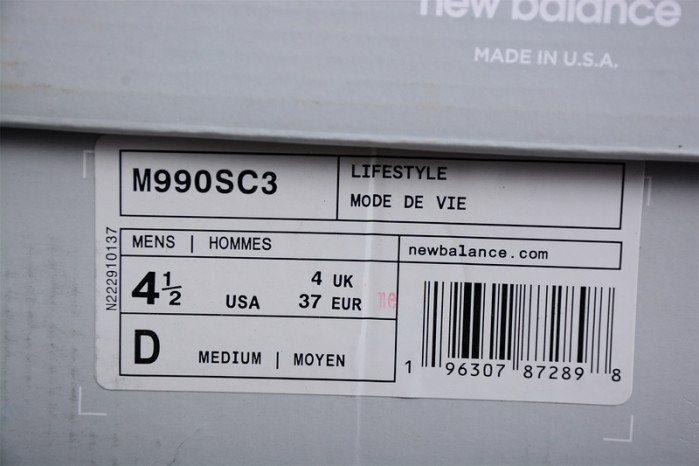 new balance
MADE IN U.S.A.
M990SC3
LIFESTYLE
MODE DE VIE
N222910137
MENS | HOMMES
newbalance.com
4½ USA
4 UK
37 EUR
ne
D MEDIUM | MOYEN
1 96307 87289 8